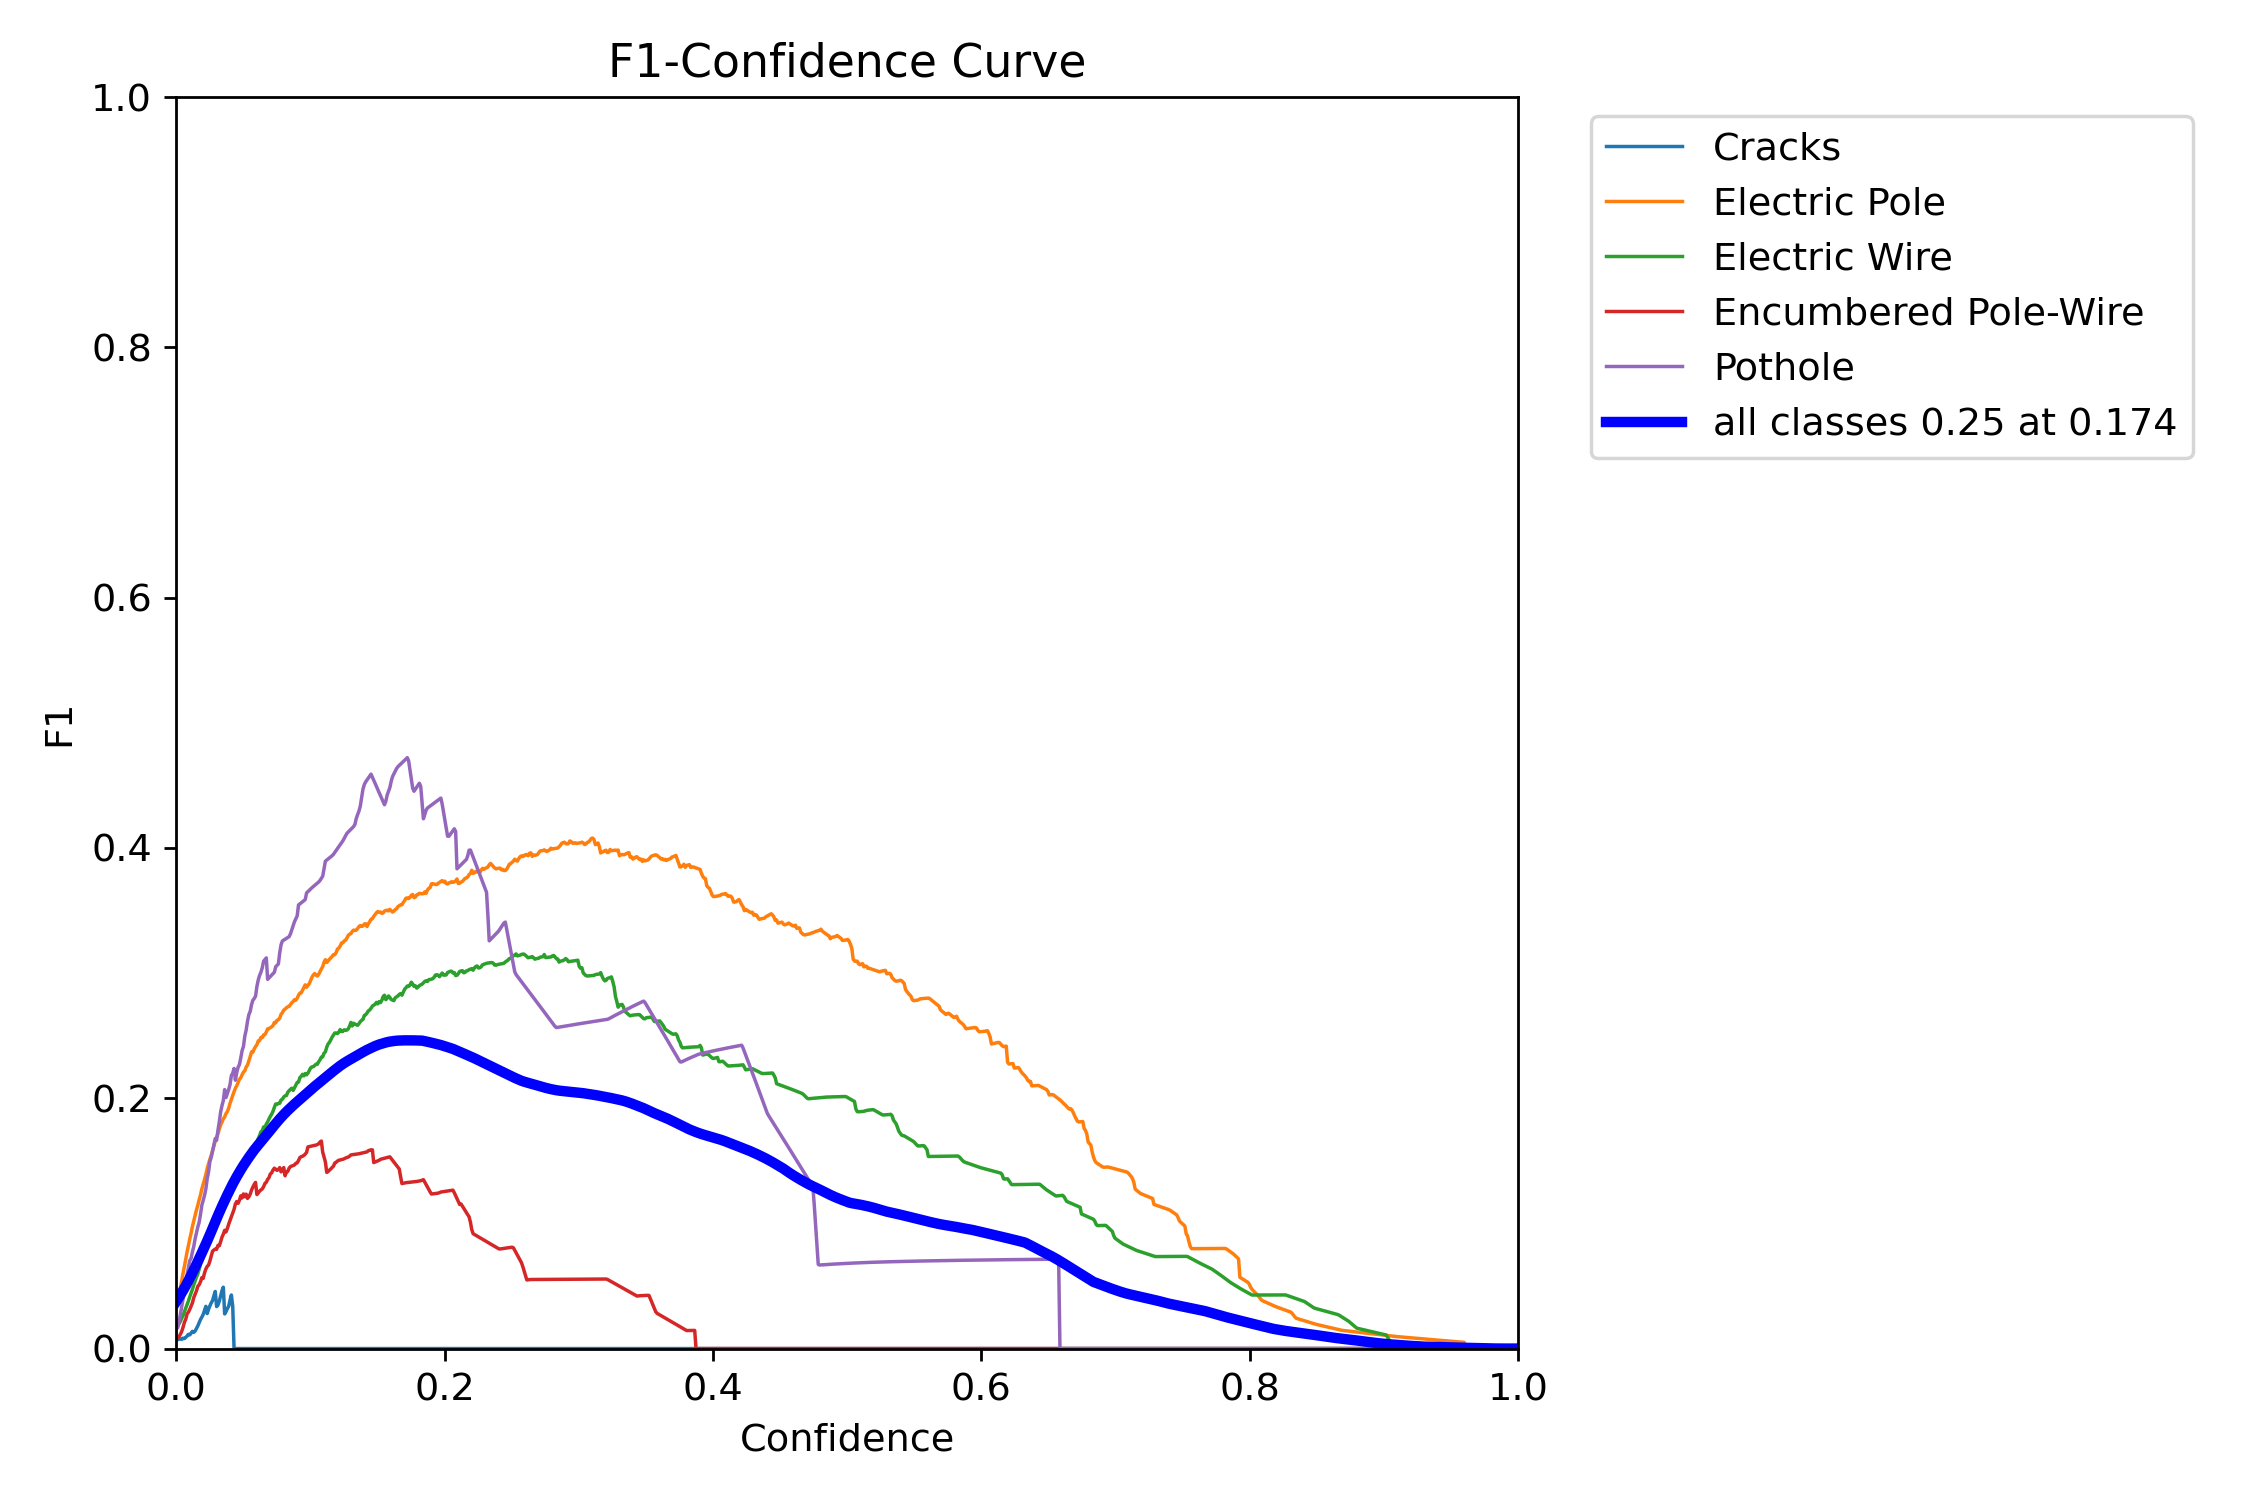 F1-Confidence Curve
1.0
0.8
0.6
0.4
0.2
0.0
F1
0.0 0.2 0.4 0.6 0.8 1.0
Confidence
Cracks
Electric Pole
Electric Wire
Encumbered Pole-Wire
Pothole
all classes 0.25 at 0.174